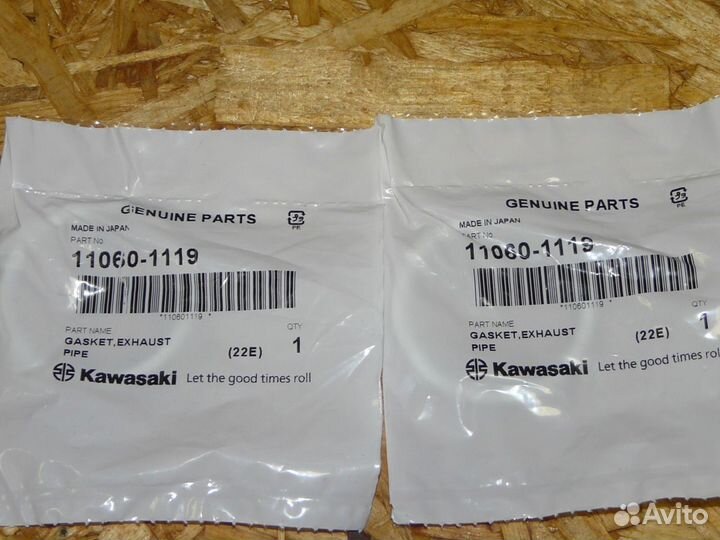 GENUINE PARTS
MADE IN JAPAN
PART No.
PE
11060-1119
*110601119*
PART NAME
QTY
GASKET,EXHAUST
PIPE
(22E)
1
Kawasaki Let the good times roll
GENUINE PARTS
MADE IN JAPAN
PART No.
PE
11060-1119
*110601119*
PART NAME
QTY
GASKET,EXHAUST
PIPE
(22E)
1
Kawasaki Let the good times roll
Avito